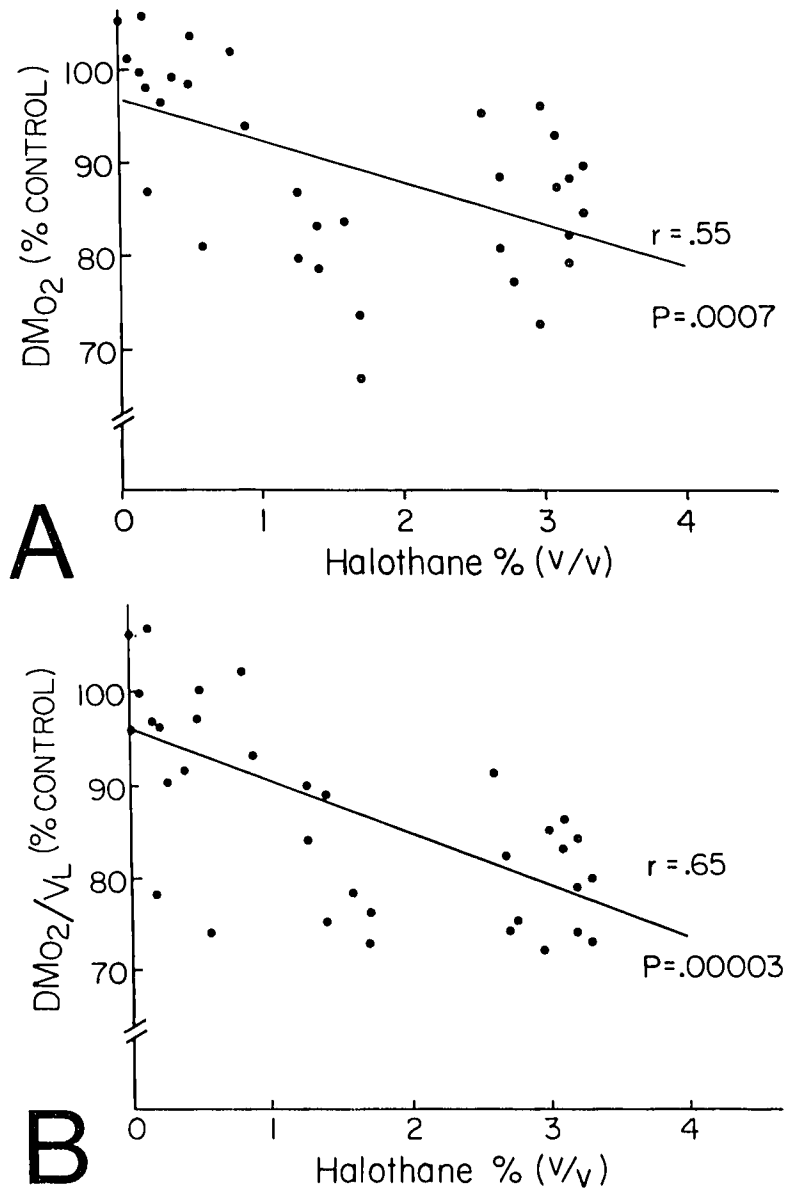 100
90
80
70
DMO2 (% CONTROL)
r = .55
P=.0007
0 1 2 3 4
Halothane % (v/v)
A
100
90
80
70
DMO2/VL (% CONTROL)
r = .65
P=.00003
0 1 2 3 4
Halothane % (v/v)
B